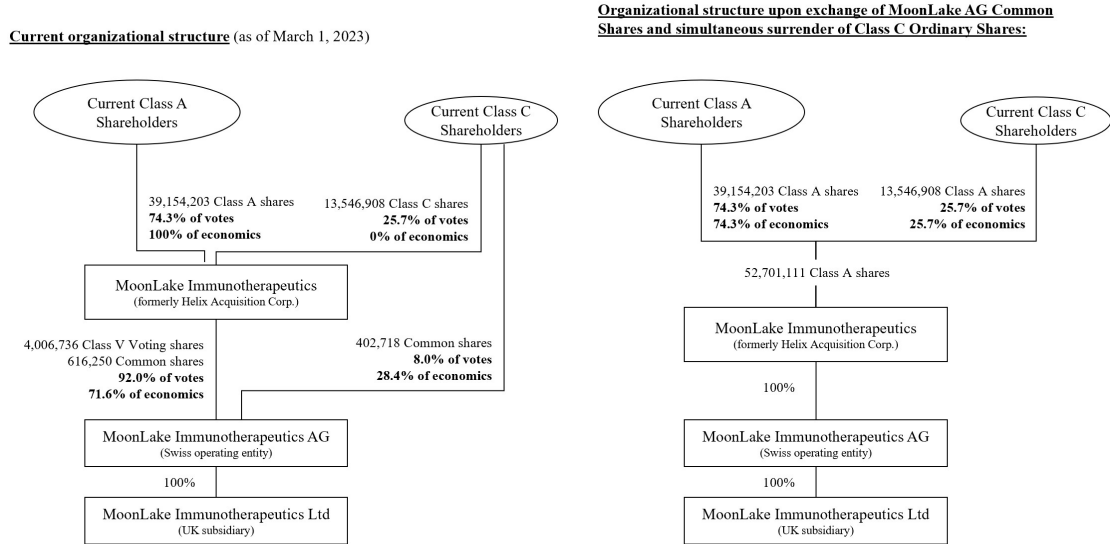 Current organizational structure (as of March 1, 2023)
Current Class A
Shareholders
Current Class C
Shareholders
39,154,203 Class A shares
74.3% of votes
100% of economics
13,546,908 Class C shares
25.7% of votes
0% of economics
MoonLake Immunotherapeutics
(formerly Helix Acquisition Corp.)
4,006,736 Class V Voting shares
616,250 Common shares
92.0% of votes
71.6% of economics
402,718 Common shares
8.0% of votes
28.4% of economics
MoonLake Immunotherapeutics AG
(Swiss operating entity)
100%
MoonLake Immunotherapeutics Ltd
(UK subsidiary)
Organizational structure upon exchange of MoonLake AG Common
Shares and simultaneous surrender of Class C Ordinary Shares:
Current Class A
Shareholders
Current Class C
Shareholders
39,154,203 Class A shares
74.3% of votes
74.3% of economics
13,546,908 Class A shares
25.7% of votes
25.7% of economics
52,701,111 Class A shares
MoonLake Immunotherapeutics
(formerly Helix Acquisition Corp.)
100%
MoonLake Immunotherapeutics AG
(Swiss operating entity)
100%
MoonLake Immunotherapeutics Ltd
(UK subsidiary)